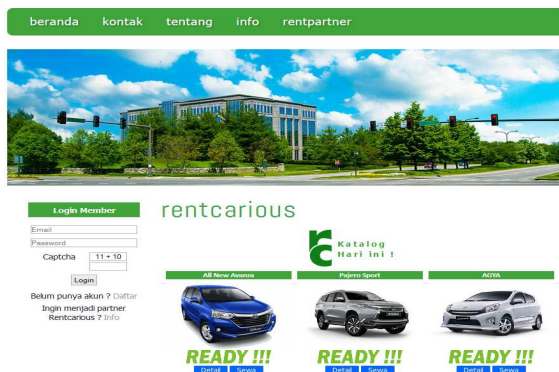 beranda kontak tentang info rentpartner
Login Member
Email
Password
Captcha 11 + 10
Login
Belum punya akun ? Daftar
Ingin menjadi partner
Rentcarious ? Info
rentcarious
rc Katalog
Hari ini !
All New Avanza Pajero Sport AGYA
READY !!! READY !!! READY !!!
Detail Sewa Detail Sewa Detail Sewa